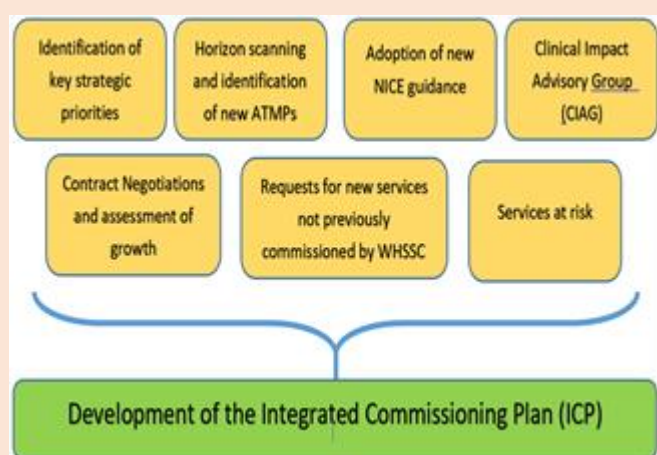 Identification of
key strategic
priorities
Horizon scanning
and identification
of new ATMPs
Adoption of new
NICE guidance
Clinical Impact
Advisory Group
(CIAG)
Contract Negotiations
and assessment of
growth
Requests for new services
not previously
commissioned by WHSSC
Services at risk
Development of the Integrated Commissioning Plan (ICP)